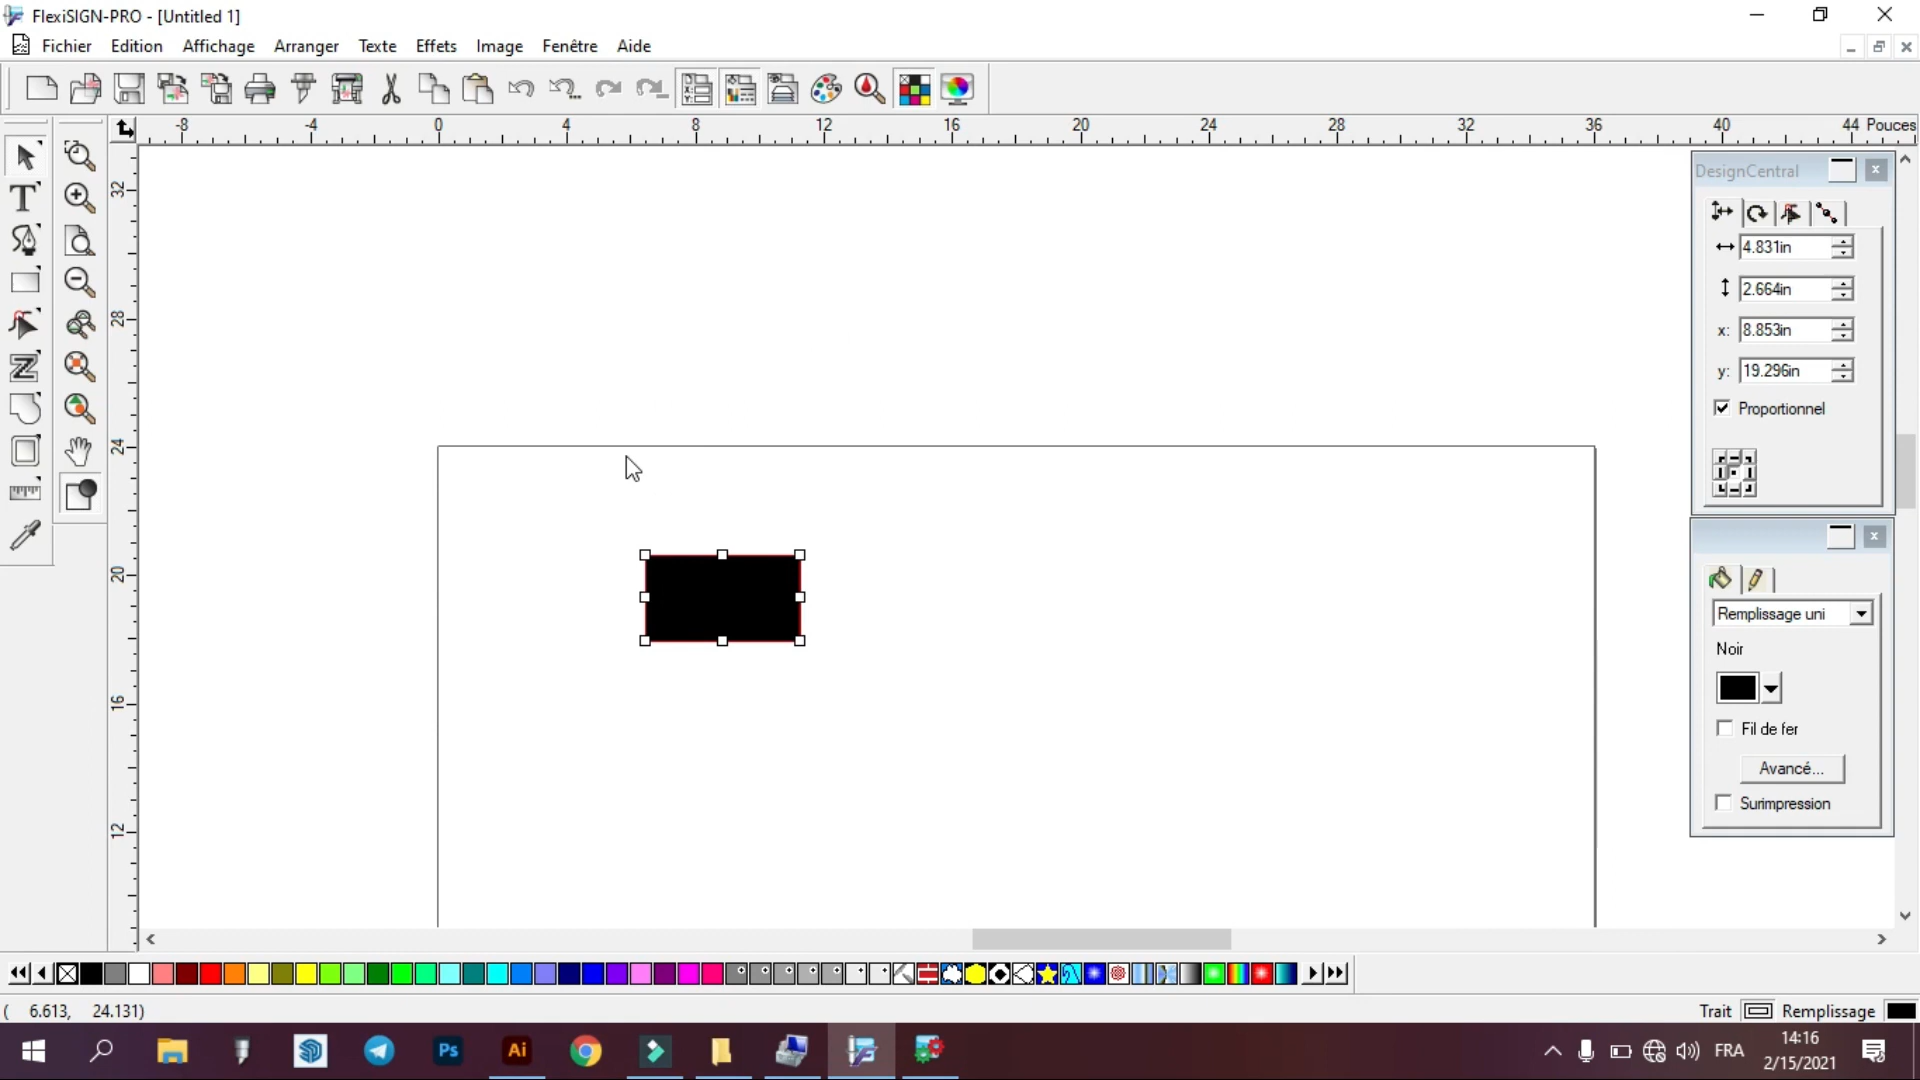 FlexiSIGN-PRO - [Untitled 1]
Fichier Edition Affichage Arranger Texte Effets Image Fenêtre Aide
-8 -4 0 4 8 12 16 20 24 28 32 36 40 44 Pouces
32
28
24
20
16
12
DesignCentral
4.831in
2.664in
x: 8.853in
y: 19.296in
Proportionnel
Remplissage uni
Noir
Fil de fer
Avancé...
Surimpression
( 6.613, 24.131)
Trait Remplissage
Ps Ai FRA
14:16
2/15/2021